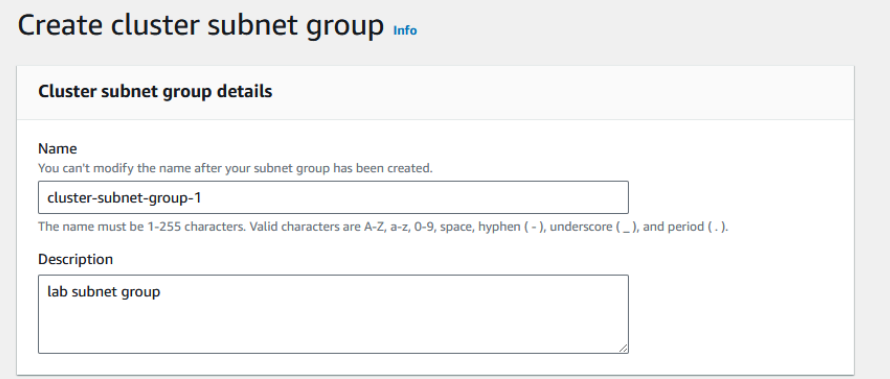 Create cluster subnet group Info
Cluster subnet group details
Name
You can't modify the name after your subnet group has been created.
cluster-subnet-group-1
The name must be 1-255 characters. Valid characters are A-Z, a-z, 0-9, space, hyphen ( - ), underscore ( _ ), and period ( . ).
Description
lab subnet group